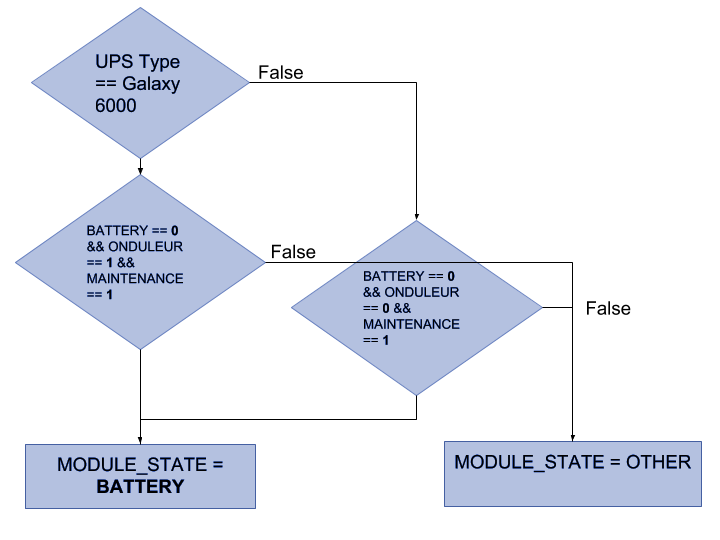 UPS Type
== Galaxy
6000
False
BATTERY == 0
&& ONDULEUR
== 1 &&
MAINTENANCE
== 1
False
BATTERY == 0
&& ONDULEUR
== 0 &&
MAINTENANCE
== 1
False
MODULE_STATE =
BATTERY
MODULE_STATE = OTHER